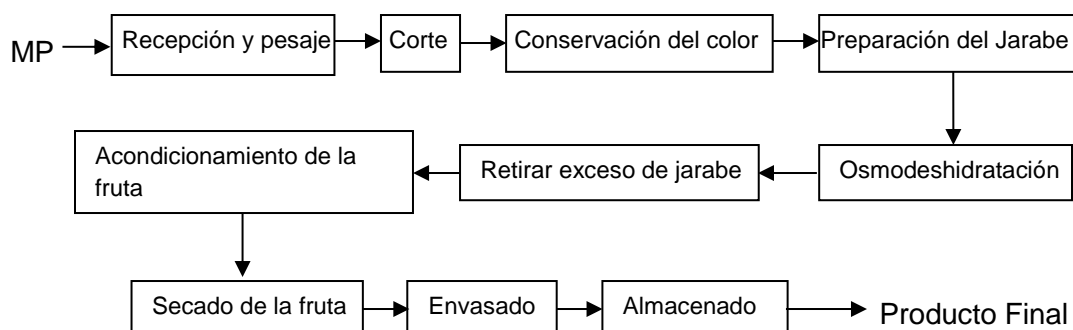 MP
Recepción y pesaje
Corte
Conservación del color
Preparación del Jarabe
Osmodeshidratación
Retirar exceso de jarabe
Acondicionamiento de la
fruta
Secado de la fruta
Envasado
Almacenado
Producto Final